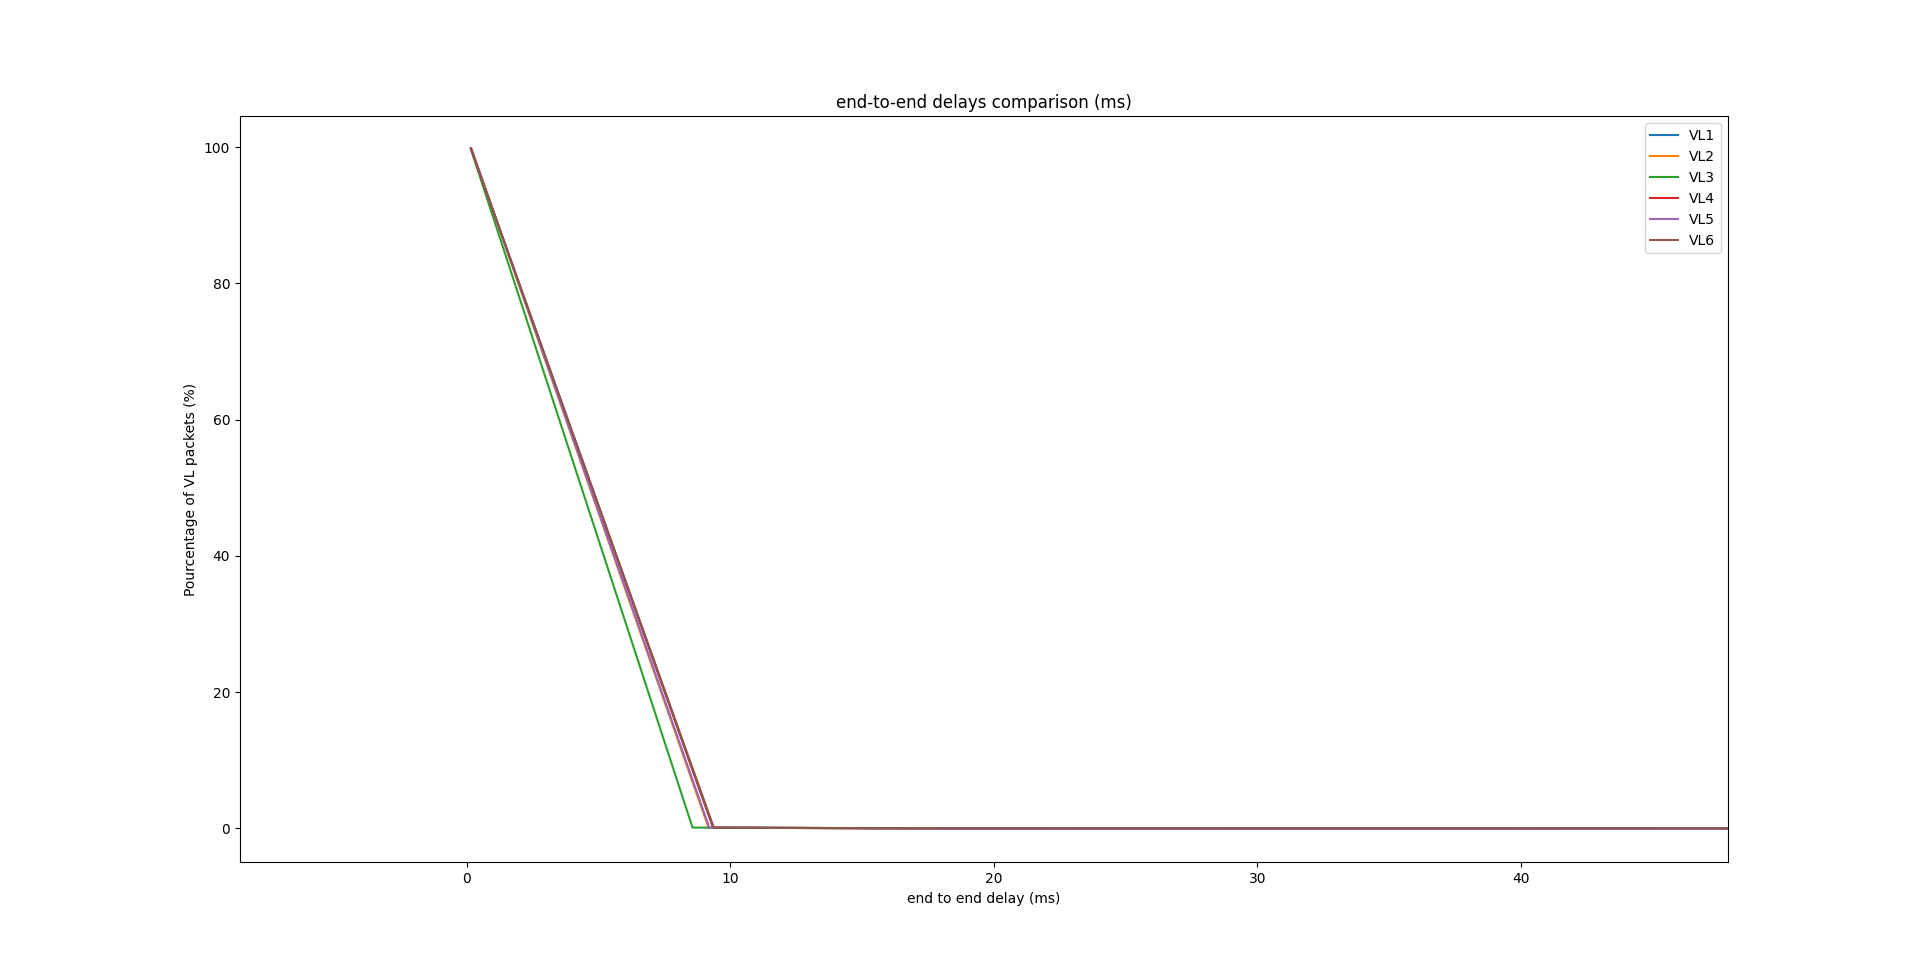 end-to-end delays comparison (ms)
VL1
VL2
VL3
VL4
VL5
VL6
Pourcentage of VL packets (%)
100
80
60
40
20
0
0 10 20 30 40
end to end delay (ms)